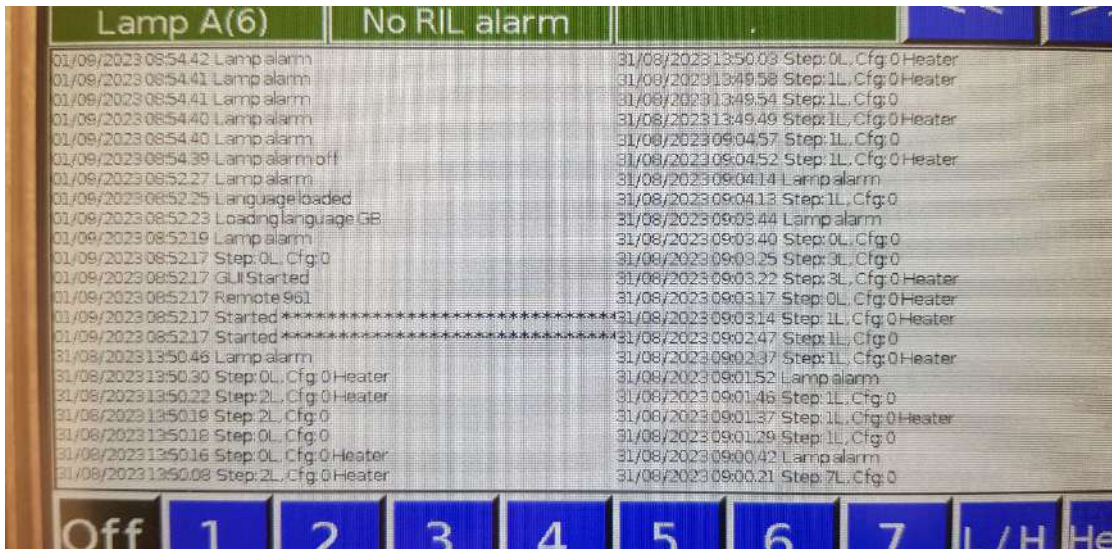 Lamp A(6)
No RIL alarm
.
<<
01/09/2023 08:54.42 Lamp alarm
01/09/2023 08:54.41 Lamp alarm
01/09/2023 08:54.41 Lamp alarm
01/09/2023 08:54.40 Lamp alarm
01/09/2023 08:54.40 Lamp alarm
01/09/2023 08:54.39 Lamp alarm off
01/09/2023 08:52.27 Lamp alarm
01/09/2023 08:52.25 Language loaded
01/09/2023 08:52.23 Loading language GB
01/09/2023 08:52.19 Lamp alarm
01/09/2023 08:52.17 Step: 0L, Cfg: 0
01/09/2023 08:52.17 GUI Started
01/09/2023 08:52.17 Remote 961
01/09/2023 08:52.17 Started *****************************
01/09/2023 08:52.17 Started *****************************
31/08/2023 13:50.46 Lamp alarm
31/08/2023 13:50.30 Step: 0L, Cfg: 0 Heater
31/08/2023 13:50.22 Step: 2L, Cfg: 0 Heater
31/08/2023 13:50.19 Step: 2L, Cfg: 0
31/08/2023 13:50.18 Step: 0L, Cfg: 0
31/08/2023 13:50.16 Step: 0L, Cfg: 0 Heater
31/08/2023 13:50.08 Step: 2L, Cfg: 0 Heater
31/08/2023 13:50.03 Step: 0L, Cfg: 0 Heater
31/08/2023 13:49.58 Step: 1L, Cfg: 0 Heater
31/08/2023 13:49.54 Step: 1L, Cfg: 0
31/08/2023 13:49.49 Step: 1L, Cfg: 0 Heater
31/08/2023 09:04.57 Step: 1L, Cfg: 0
31/08/2023 09:04.52 Step: 1L, Cfg: 0 Heater
31/08/2023 09:04.14 Lamp alarm
31/08/2023 09:04.13 Step: 1L, Cfg: 0
31/08/2023 09:03.44 Lamp alarm
31/08/2023 09:03.40 Step: 0L, Cfg: 0
31/08/2023 09:03.25 Step: 3L, Cfg: 0
31/08/2023 09:03.22 Step: 3L, Cfg: 0 Heater
31/08/2023 09:03.17 Step: 0L, Cfg: 0 Heater
31/08/2023 09:03.14 Step: 1L, Cfg: 0 Heater
31/08/2023 09:02.47 Step: 1L, Cfg: 0
31/08/2023 09:02.37 Step: 1L, Cfg: 0 Heater
31/08/2023 09:01.52 Lamp alarm
31/08/2023 09:01.46 Step: 1L, Cfg: 0
31/08/2023 09:01.37 Step: 1L, Cfg: 0 Heater
31/08/2023 09:01.29 Step: 1L, Cfg: 0
31/08/2023 09:00.42 Lamp alarm
31/08/2023 09:00.21 Step: 7L, Cfg: 0
Off 1 2 3 4 5 6 7 L/H He